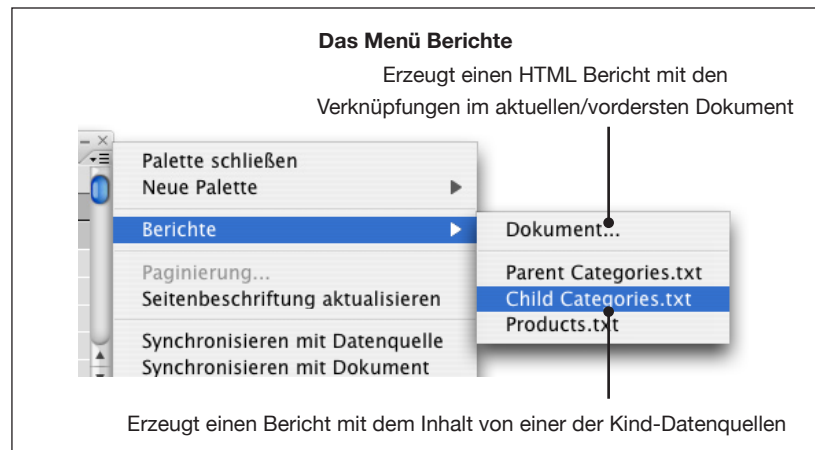 Das Menü Berichte
Erzeugt einen HTML Bericht mit den
Verknüpfungen im aktuellen/vordersten Dokument
Palette schließen
Neue Palette
Berichte
Dokument...
Paginierung...
Parent Categories.txt
Seitenbeschriftung aktualisieren
Child Categories.txt
Products.txt
Synchronisieren mit Datenquelle
Synchronisieren mit Dokument
Erzeugt einen Bericht mit dem Inhalt von einer der Kind-Datenquellen